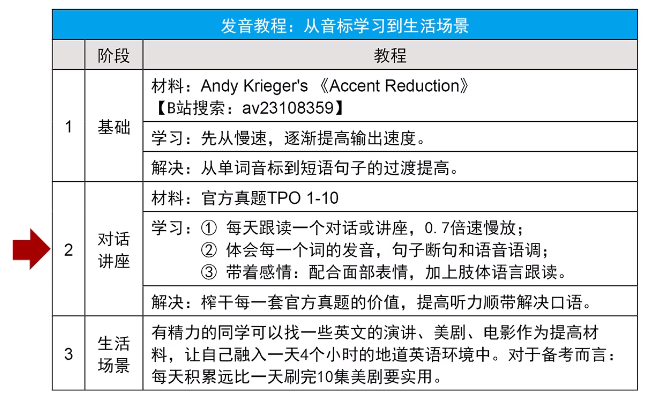 发音教程：从音标学习到生活场景
阶段 教程
1 基础
材料：Andy Krieger's 《Accent Reduction》
【B站搜索：av23108359】
学习：先从慢速，逐渐提高输出速度。
解决：从单词音标到短语句子的过渡提高。
2 对话
讲座
材料：官方真题TPO 1-10
学习：① 每天跟读一个对话或讲座，0.7倍速慢放；
② 体会每一个词的发音，句子断句和语音语调；
③ 带着感情：配合面部表情，加上肢体语言跟读。
解决：榨干每一套官方真题的价值，提高听力顺带解决口语。
3 生活
场景
有精力的同学可以找一些英文的演讲、美剧、电影作为提高材
料，让自己融入一天4个小时的地道英语环境中。对于备考而言：
每天积累远比一天刷完10集美剧要实用。